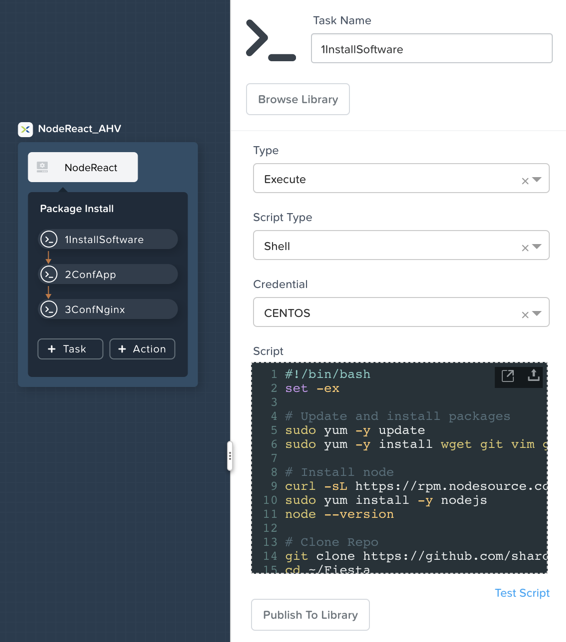 NodeReact_AHV
NodeReact
Package Install
1InstallSoftware
2ConfApp
3ConfNginx
+ Task
+ Action
Task Name
1InstallSoftware
Browse Library
Type
Execute
Script Type
Shell
Credential
CENTOS
Script
1 #!/bin/bash
2 set -ex
3
4 # Update and install packages
5 sudo yum -y update
6 sudo yum -y install wget git vim
7
8 # Install node
9 curl -sL https://rpm.nodesource.co
10 sudo yum install -y nodejs
11 node --version
12
13 # Clone Repo
14 git clone https://github.com/sharo
15 cd ~/Fiesta
Test Script
Publish To Library